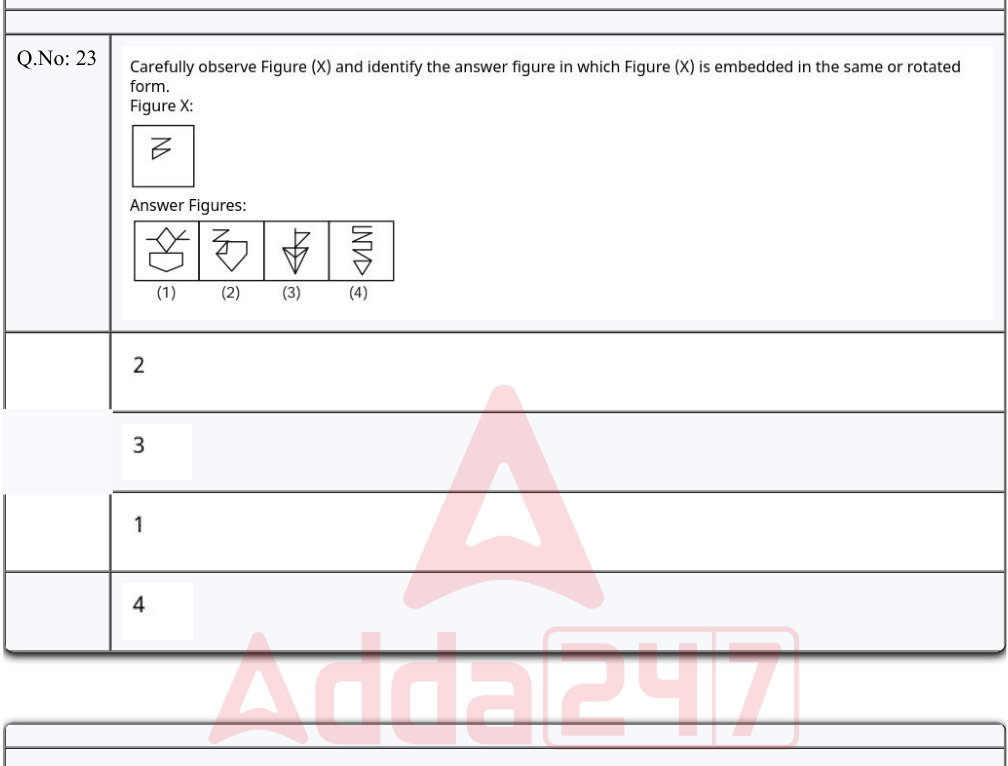 Q.No: 23
Carefully observe Figure (X) and identify the answer figure in which Figure (X) is embedded in the same or rotated
form.
Figure X:
Answer Figures:
(1) (2) (3) (4)
2
3
1
4
Adda247